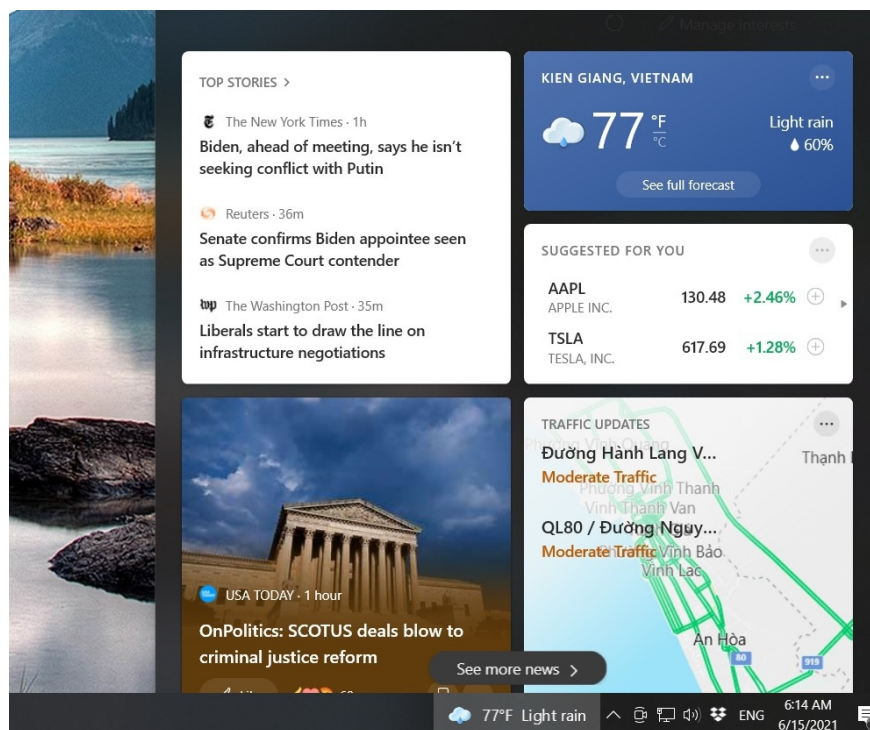 Manage interests
TOP STORIES >
The New York Times · 1h
Biden, ahead of meeting, says he isn't
seeking conflict with Putin
Reuters · 36m
Senate confirms Biden appointee seen
as Supreme Court contender
wp The Washington Post · 35m
Liberals start to draw the line on
infrastructure negotiations
USA TODAY · 1 hour
OnPolitics: SCOTUS deals blow to
criminal justice reform
KIEN GIANG, VIETNAM
77 °F
°C
Light rain
60%
See full forecast
SUGGESTED FOR YOU
AAPL 130.48 +2.46%
APPLE INC.
TSLA 617.69 +1.28%
TESLA, INC.
TRAFFIC UPDATES
Phường Vĩnh Quang
Đường Hành Lang V...
Thạnh
Moderate Traffic
Phường Vĩnh Thanh
Vĩnh Thanh Van
QL80 / Đường Nguy...
Moderate Traffic
Vĩnh Bảo
Vĩnh Lạc
An Hòa
80
919
See more news >
77°F Light rain
ENG
6:14 AM
6/15/2021